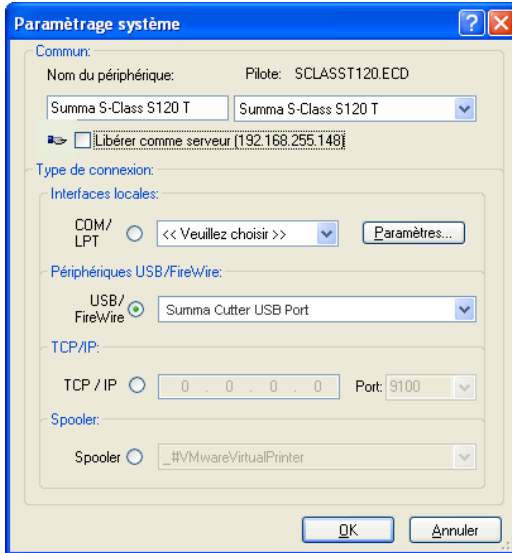 Paramètrage système
Commun:
Nom du périphérique: Pilote: SCLASST120.ECD
Summa S-Class S120 T Summa S-Class S120 T
Libérer comme serveur (192.168.255.148)
Type de connexion:
Interfaces locales:
COM/
LPT << Veuillez choisir >> Paramètres...
Périphériques USB/FireWire:
USB/
FireWire Summa Cutter USB Port
TCP/IP:
TCP / IP 0 . 0 . 0 . 0 Port: 9100
Spooler:
Spooler _#VMwareVirtualPrinter
OK Annuler